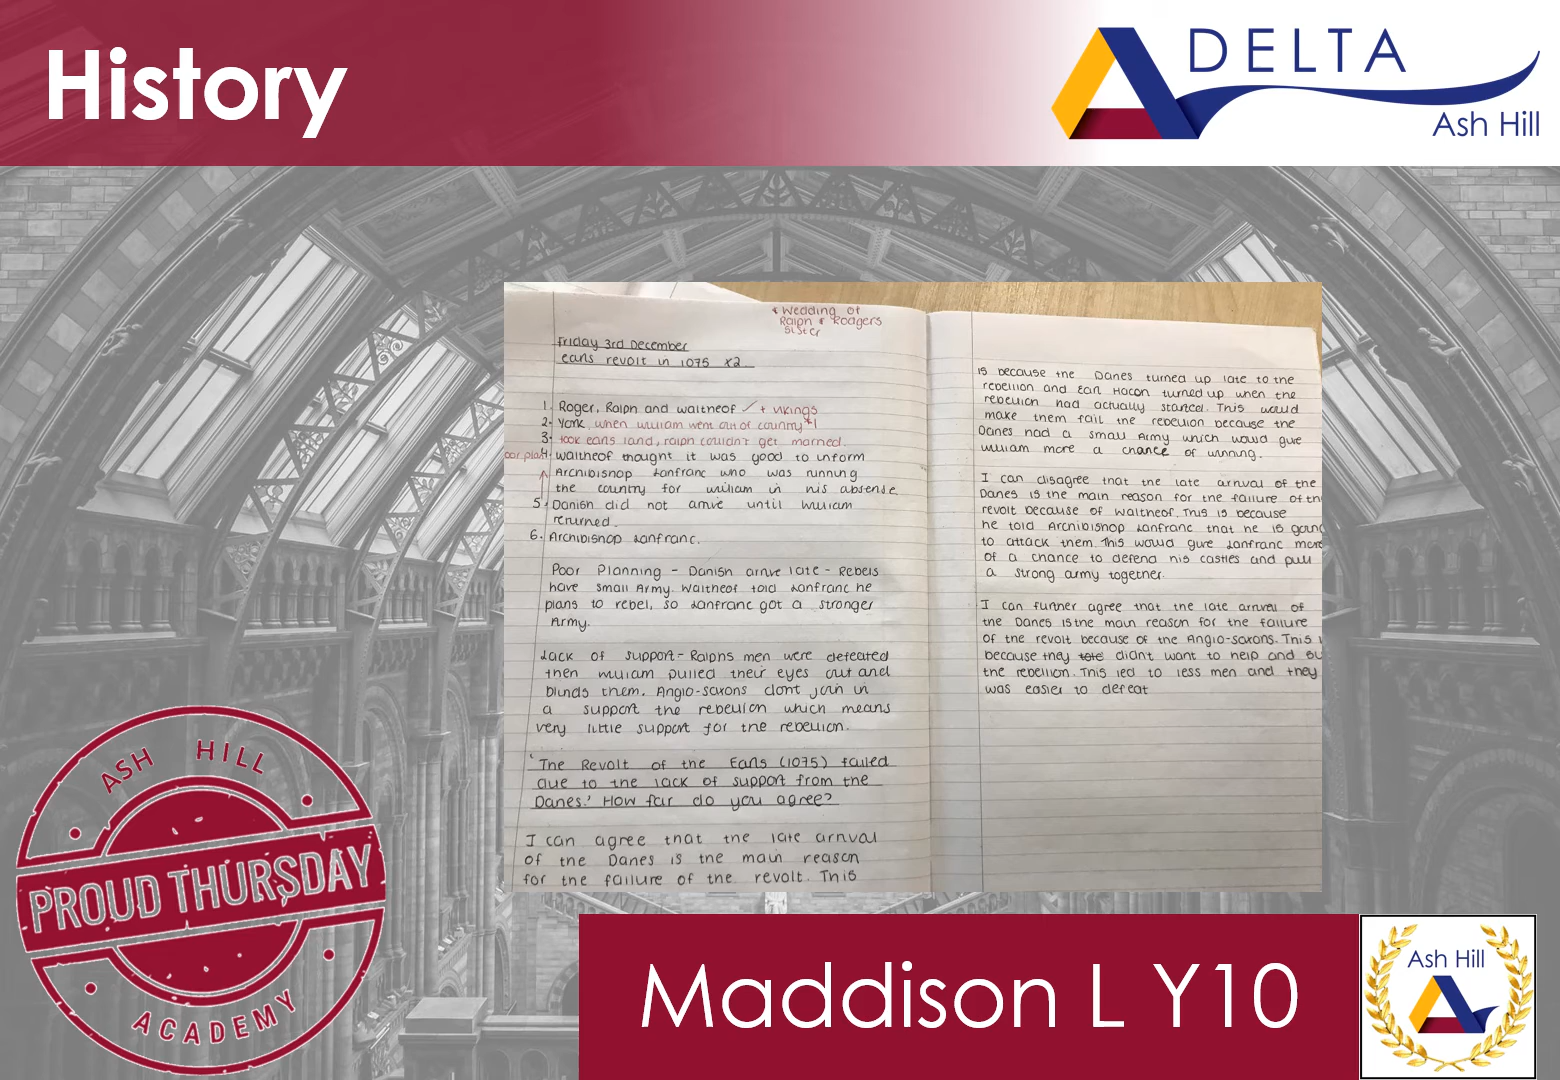 History
DELTA
Ash Hill
* Wedding of
Ralph & Rodgers
sister
Friday 3rd December
earls revolt in 1075 x2
1. Roger, Ralph and waltheof ✓ + vikings
2. York, when william went out of country *1
3. took earls land, ralph couldn't get married.
4. waltheof thought it was good to inform
Archibishop Lanfranc who was running
the country for william in his absense
5. Danish did not arrive until william
returned.
6. Archibishop Lanfranc.
Poor Planning - Danish arrive late - Rebels
have small Army. Waltheof told Lanfranc he
plans to rebel, so Lanfranc got a stronger
Army.
Lack of support - Ralphs men were defeated
then william pulled their eyes out and
blinds them. Anglo-saxons dont join in
a support the rebellion which means
very little support for the rebellion.
'The Revolt of the Earls (1075) failed
due to the lack of support from the
Danes.' How far do you agree?
I can agree that the late arrival
of the Danes is the main reason
for the failure of the revolt. This
is because the Danes turned up late to the
rebellion and Earl Hacon turned up when the
rebellion had actually started. This would
make them fail the rebellion because the
Danes had a small Army which would give
william more a chance of winning.
I can disagree that the late arrival of the
Danes is the main reason for the failure of th
revolt because of waltheof. This is because
he told Archibishop Lanfranc that he is going
to attack them. This would give Lanfranc more
of a chance to defend his castles and pull
a strong army together.
I can further agree that the late arrival of
the Danes is the main reason for the failure
of the revolt because of the Anglo-saxons. This
because they didn't want to help and
the rebellion. This led to less men and they
was easier to defeat
ASH HILL
PROUD THURSDAY
ACADEMY
Maddison L Y10
Ash Hill